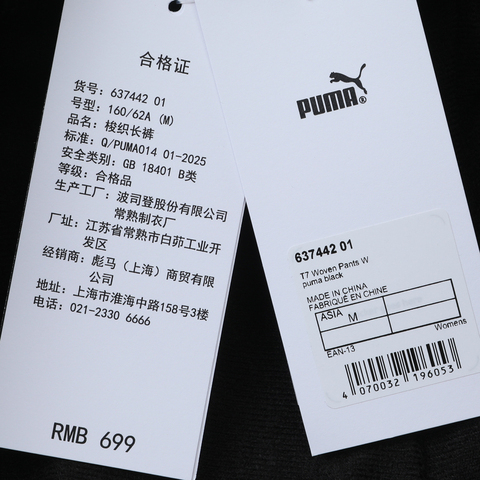 合格证
货号: 637442 01
号型: 160/62A (M)
品名: 梭织长裤
标准: Q/PUMA014 01-2025
安全类别: GB 18401 B类
等级: 合格品
生产工厂: 波司登股份有限公司
常熟制衣厂
厂址: 江苏省常熟市白茆工业开
发区
经销商: 彪马 (上海) 商贸有限
公司
地址: 上海市淮海中路158号3楼
电话: 021-2330 6666
RMB 699
PUMA®
637442 01
T7 Woven Pants W
puma black
MADE IN CHINA
FABRIQUE EN CHINE
ASIA M
Womens
EAN-13
4 070032 196053